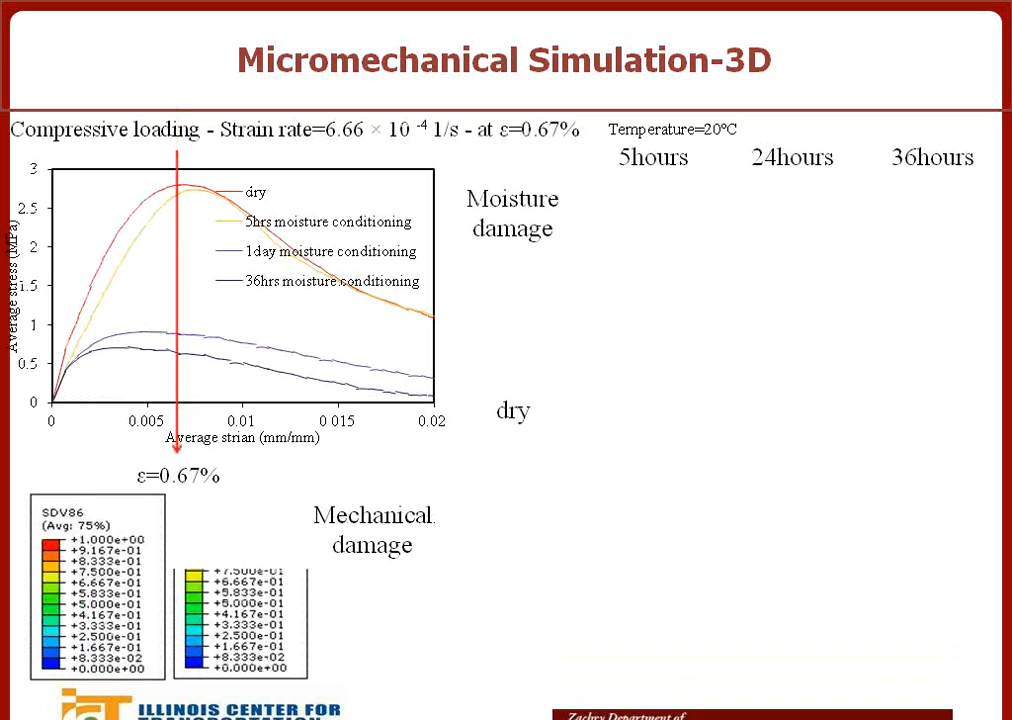 Micromechanical Simulation-3D
Compressive loading - Strain rate=6.66 × 10 -4 1/s - at ε=0.67%
Temperature=20°C
5hours 24hours 36hours
Moisture
damage
dry
3
2.5
2
1.5
1
0.5
0
Average stress (MPa)
dry
5hrs moisture conditioning
1day moisture conditioning
36hrs moisture conditioning
0 0.005 0.01 0 015 0.02
Average strian (mm/mm)
ε=0.67%
Mechanical
damage
SDV86
(Avg: 75%)
+1.000e+00
+9.167e-01
+8.333e-01
+7.500e-01
+6.667e-01
+5.833e-01
+5.000e-01
+4.167e-01
+3.333e-01
+2.500e-01
+1.667e-01
+8.333e-02
+0.000e+00
+7.500e-01
+6.667e-01
+5.833e-01
+5.000e-01
+4.167e-01
+3.333e-01
+2.500e-01
+1.667e-01
+8.333e-02
+0.000e+00
ILLINOIS CENTER FOR
TRANSPORTATION
Zachry Department of